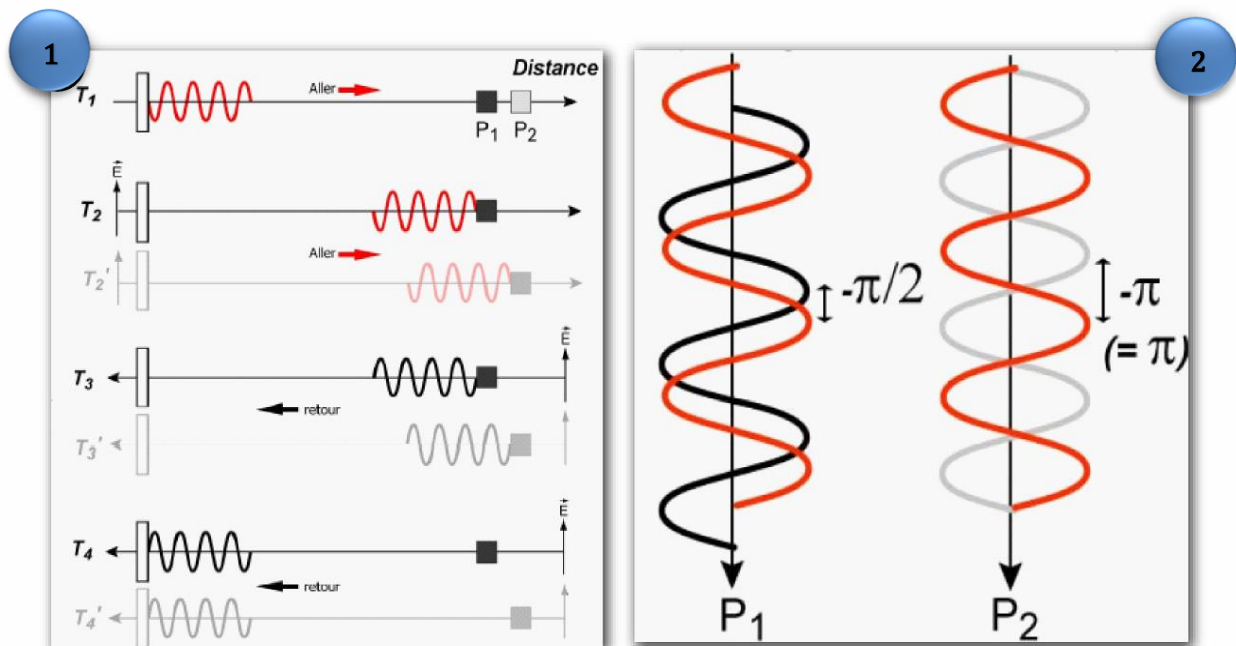 1
Distance
T1
Aller
P1 P2
E
T2
Aller
T2'
E
T3
retour
T3'
E
T4
retour
T4'
2
-π/2
-π
(= π)
P1
P2